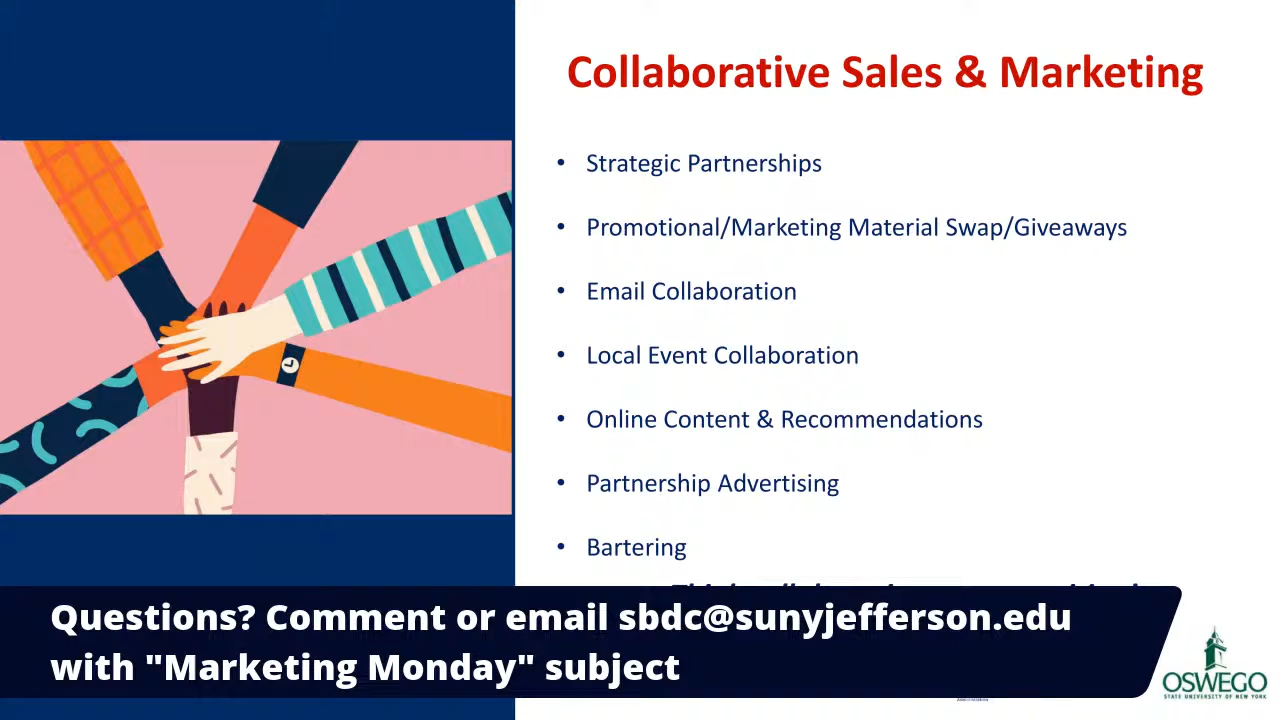 Collaborative Sales & Marketing
• Strategic Partnerships
• Promotional/Marketing Material Swap/Giveaways
• Email Collaboration
• Local Event Collaboration
• Online Content & Recommendations
• Partnership Advertising
• Bartering
Questions? Comment or email sbdc@sunyjefferson.edu
with "Marketing Monday" subject
OSWEGO
STATE UNIVERSITY OF NEW YORK